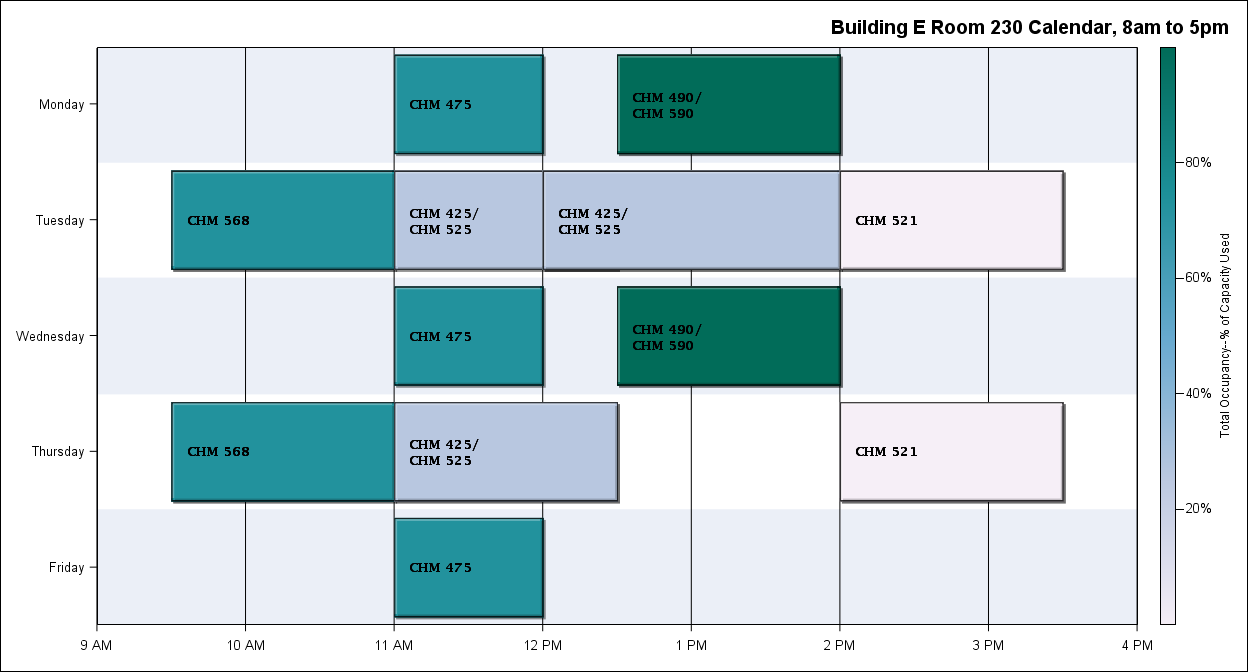 Building E Room 230 Calendar, 8am to 5pm
Monday
CHM 475
CHM 490/
CHM 590
Tuesday
CHM 568
CHM 425/
CHM 525
CHM 425/
CHM 525
CHM 521
Wednesday
CHM 475
CHM 490/
CHM 590
Thursday
CHM 568
CHM 425/
CHM 525
CHM 521
Friday
CHM 475
9 AM
10 AM
11 AM
12 PM
1 PM
2 PM
3 PM
4 PM
80%
60%
40%
20%
Total Occupancy--% of Capacity Used